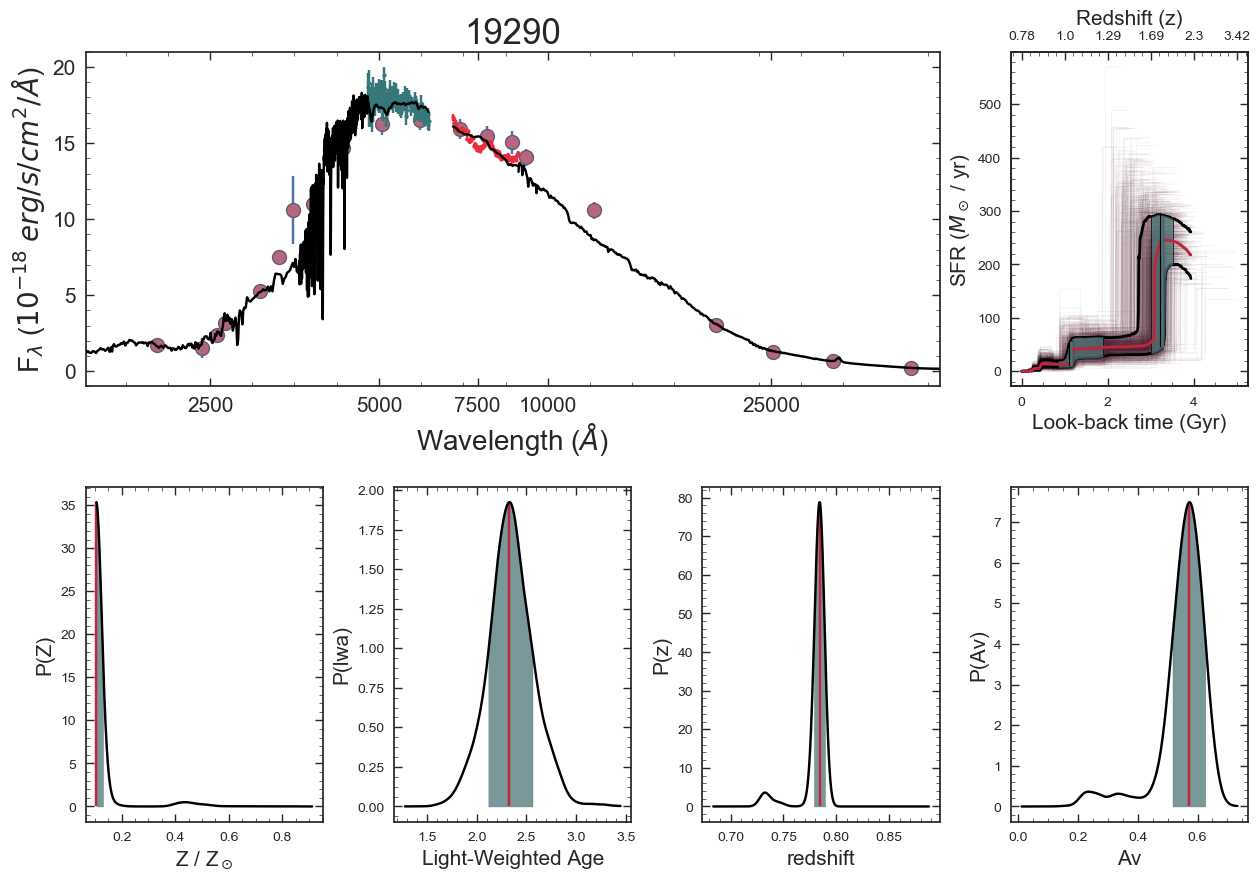 19290
F_λ (10^−18 erg/s/cm^2/Å)
20
15
10
5
0
2500 5000 7500 10000 25000
Wavelength (Å)
Redshift (z)
0.78 1.0 1.29 1.69 2.3 3.42
SFR (M_⊙ / yr)
500
400
300
200
100
0
0 2 4
Look-back time (Gyr)
P(Z)
35
30
25
20
15
10
5
0
0.2 0.4 0.6 0.8
Z / Z_⊙
P(lwa)
2.00
1.75
1.50
1.25
1.00
0.75
0.50
0.25
0.00
1.5 2.0 2.5 3.0 3.5
Light-Weighted Age
P(z)
80
70
60
50
40
30
20
10
0
0.70 0.75 0.80 0.85
redshift
P(Av)
7
6
5
4
3
2
1
0
0.0 0.2 0.4 0.6
Av